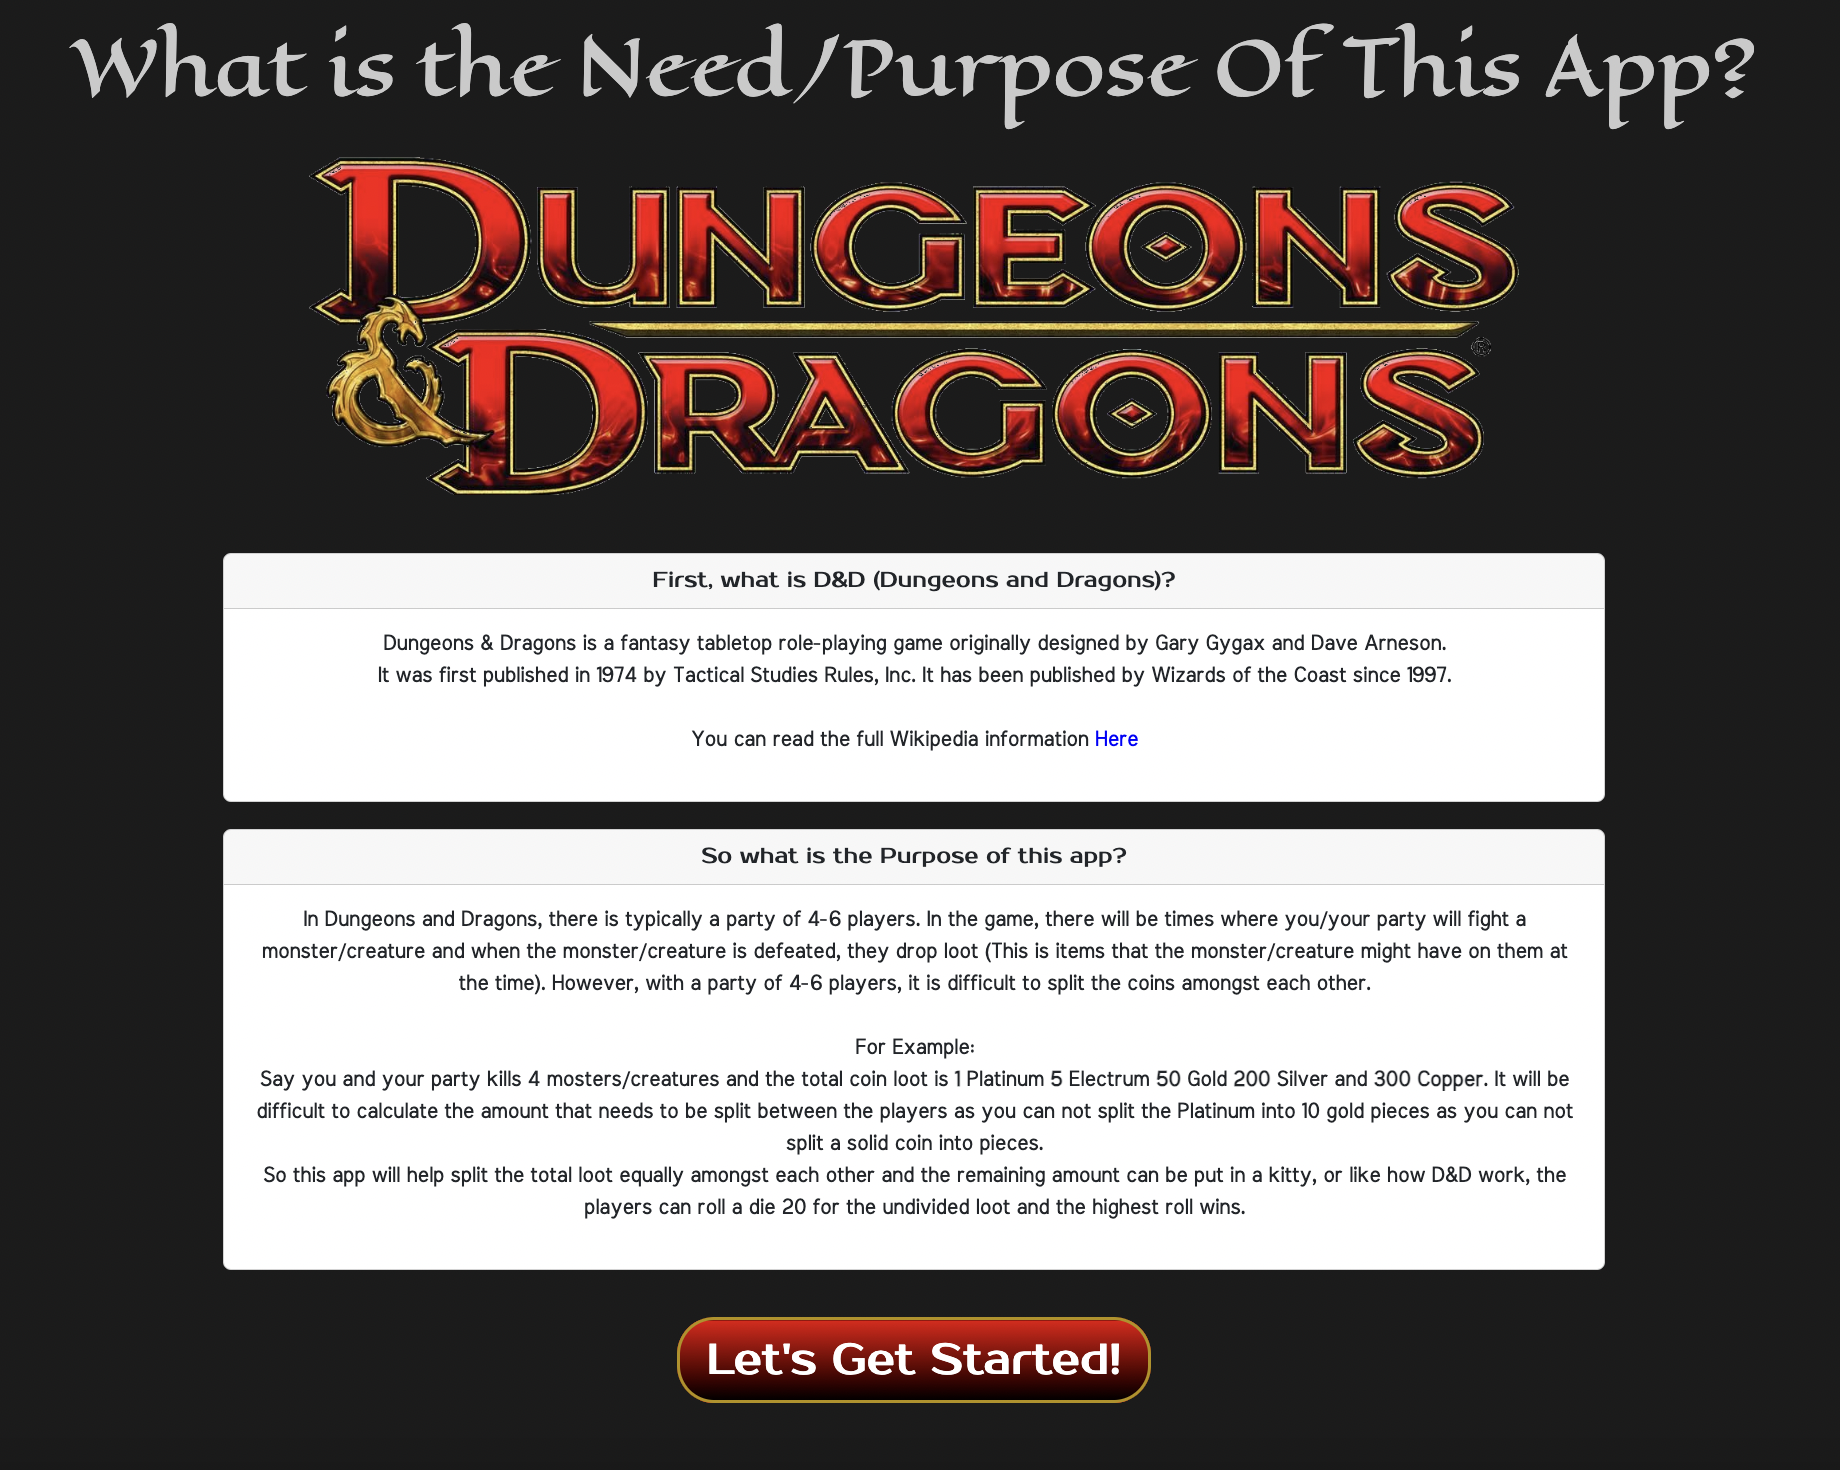 What is the Need/Purpose Of This App?
DUNGEONS
& DRAGONS®
First, what is D&D (Dungeons and Dragons)?
Dungeons & Dragons is a fantasy tabletop role-playing game originally designed by Gary Gygax and Dave Arneson.
It was first published in 1974 by Tactical Studies Rules, Inc. It has been published by Wizards of the Coast since 1997.
You can read the full Wikipedia information Here
So what is the Purpose of this app?
In Dungeons and Dragons, there is typically a party of 4-6 players. In the game, there will be times where you/your party will fight a
monster/creature and when the monster/creature is defeated, they drop loot (This is items that the monster/creature might have on them at
the time). However, with a party of 4-6 players, it is difficult to split the coins amongst each other.
For Example:
Say you and your party kills 4 mosters/creatures and the total coin loot is 1 Platinum 5 Electrum 50 Gold 200 Silver and 300 Copper. It will be
difficult to calculate the amount that needs to be split between the players as you can not split the Platinum into 10 gold pieces as you can not
split a solid coin into pieces.
So this app will help split the total loot equally amongst each other and the remaining amount can be put in a kitty, or like how D&D work, the
players can roll a die 20 for the undivided loot and the highest roll wins.
Let's Get Started!